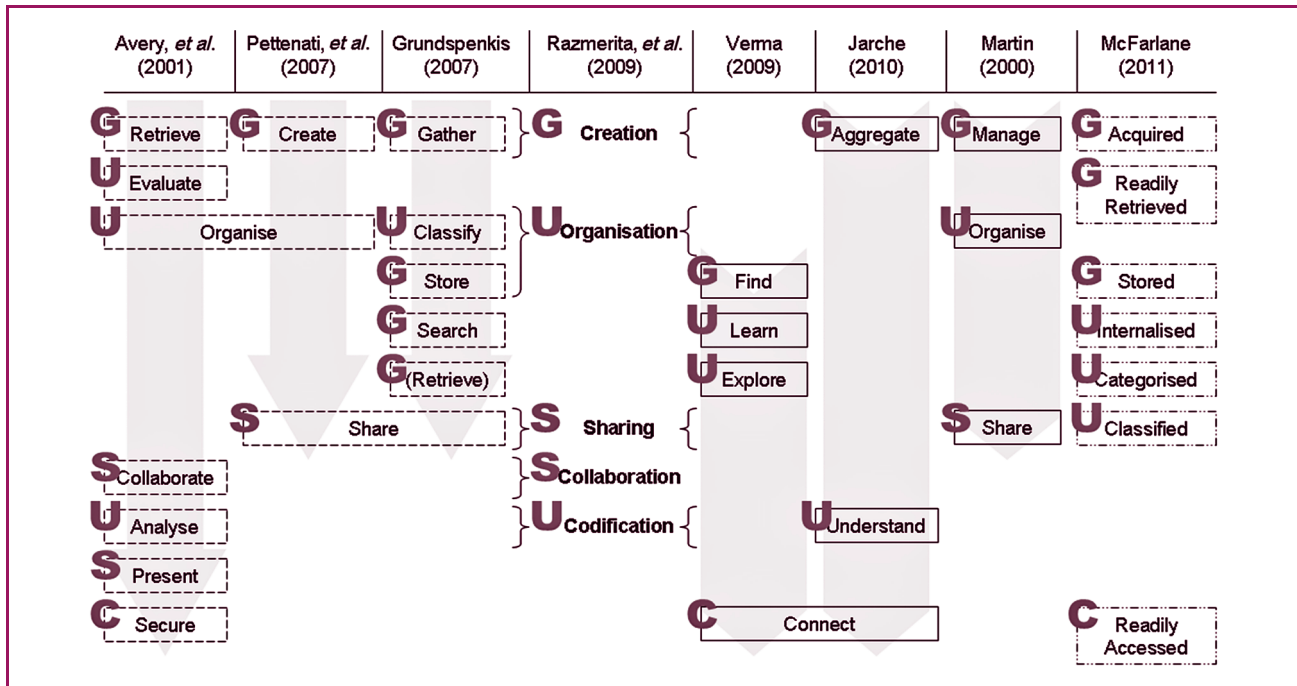 Avery, et al. (2001)
Pettenati, et al. (2007)
Grundspenkis (2007)
Razmerita, et al. (2009)
Verma (2009)
Jarche (2010)
Martin (2000)
McFarlane (2011)
G Retrieve
G Create
G Gather
G Creation
G Aggregate
G Manage
G Acquired
U Evaluate
G Readily
Retrieved
U Organise
U Classify
U Organisation
U Organise
G Store
G Find
G Stored
G Search
U Learn
U Internalised
G (Retrieve)
U Explore
U Categorised
S Share
S Sharing
S Share
U Classified
S Collaborate
S Collaboration
U Analyse
U Codification
U Understand
S Present
C Secure
C Connect
C Readily
Accessed